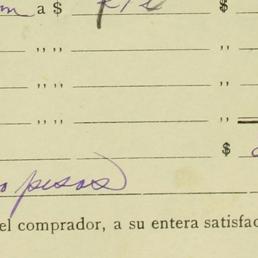 a $ $
" "
" "
" "
$
pesos
el comprador, a su entera satisfac